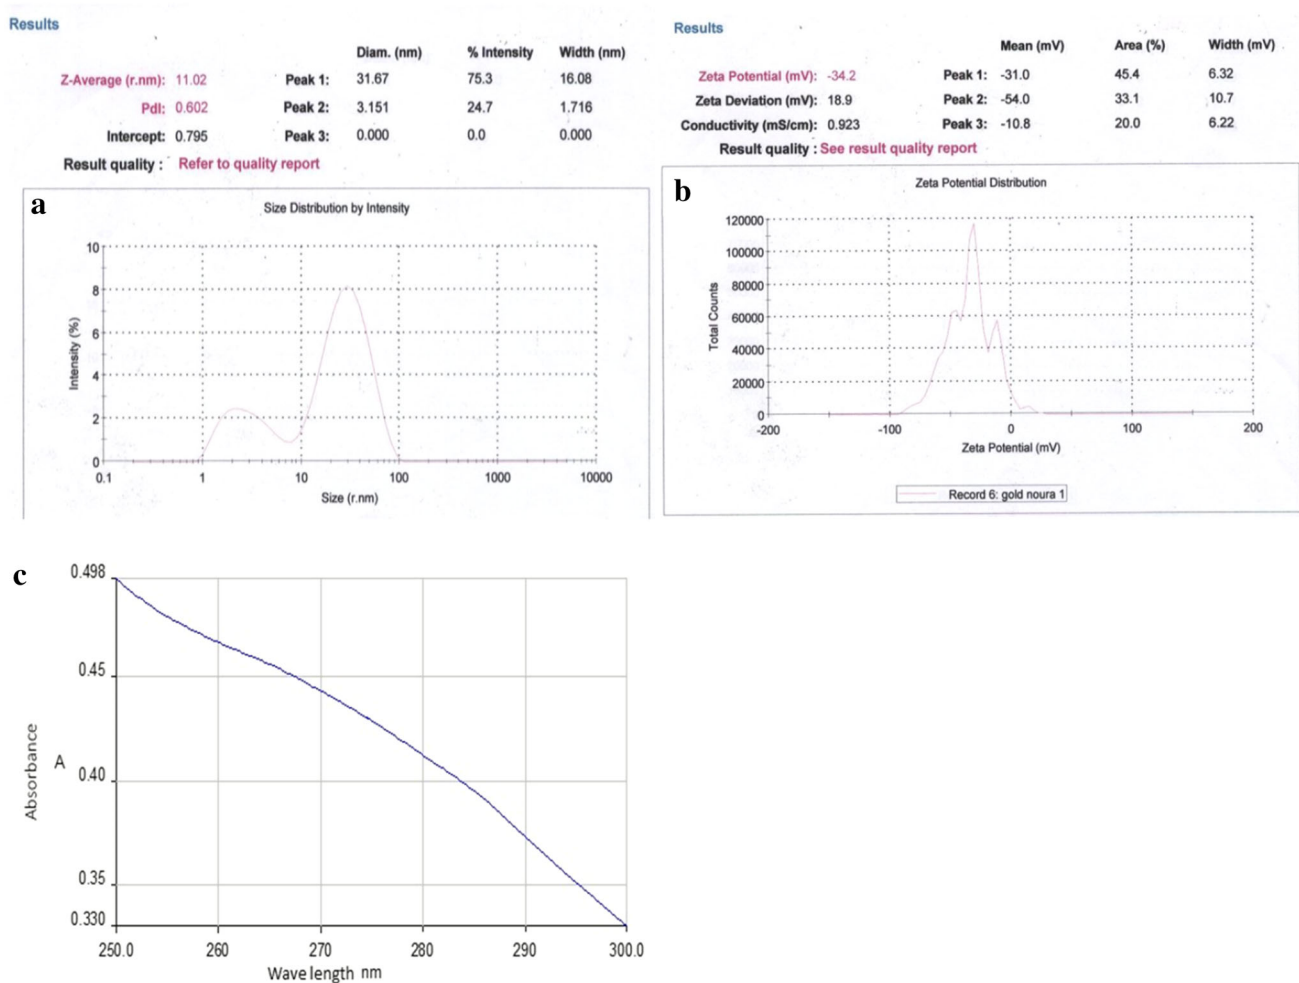 Results
Diam. (nm) % Intensity Width (nm)
Z-Average (r.nm): 11.02 Peak 1: 31.67 75.3 16.08
PdI: 0.602 Peak 2: 3.151 24.7 1.716
Intercept: 0.795 Peak 3: 0.000 0.0 0.000
Result quality : Refer to quality report
a
Size Distribution by Intensity
Intensity (%)
10
8
6
4
2
0
0.1 1 10 100 1000 10000
Size (r.nm)
Results
Mean (mV) Area (%) Width (mV)
Zeta Potential (mV): -34.2 Peak 1: -31.0 45.4 6.32
Zeta Deviation (mV): 18.9 Peak 2: -54.0 33.1 10.7
Conductivity (mS/cm): 0.923 Peak 3: -10.8 20.0 6.22
Result quality : See result quality report
b
Zeta Potential Distribution
Total Counts
120000
100000
80000
60000
40000
20000
0
-200 -100 0 100 200
Zeta Potential (mV)
Record 6: gold noura 1
c
Absorbance
A
0.498
0.45
0.40
0.35
0.330
250.0 260 270 280 290 300.0
Wave length nm